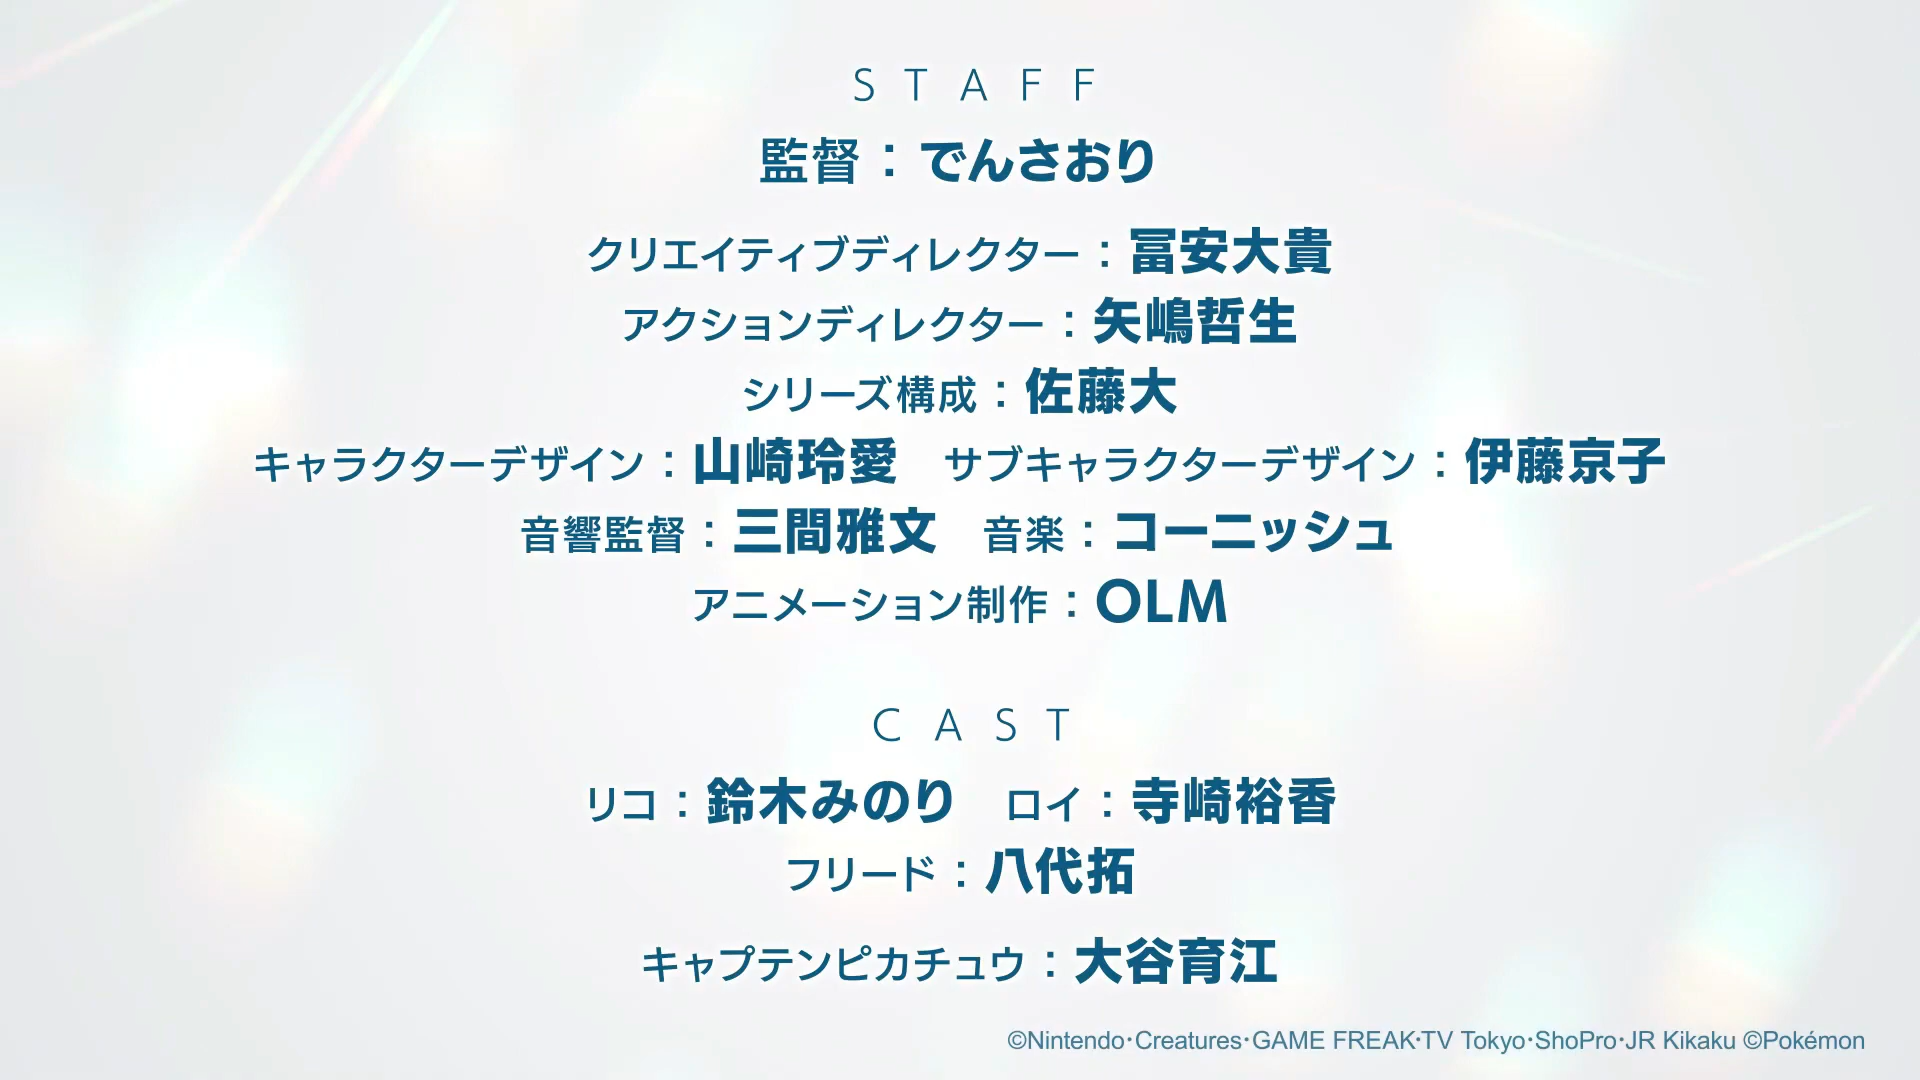 STAFF
監督：でんさおり
クリエイティブディレクター：冨安大貴
アクションディレクター：矢嶋哲生
シリーズ構成：佐藤大
キャラクターデザイン：山崎玲愛　サブキャラクターデザイン：伊藤京子
音響監督：三間雅文　音楽：コーニッシュ
アニメーション制作：OLM
CAST
リコ：鈴木みのり　ロイ：寺崎裕香
フリード：八代拓
キャプテンピカチュウ：大谷育江
©Nintendo･Creatures･GAME FREAK･TV Tokyo･ShoPro･JR Kikaku ©Pokémon